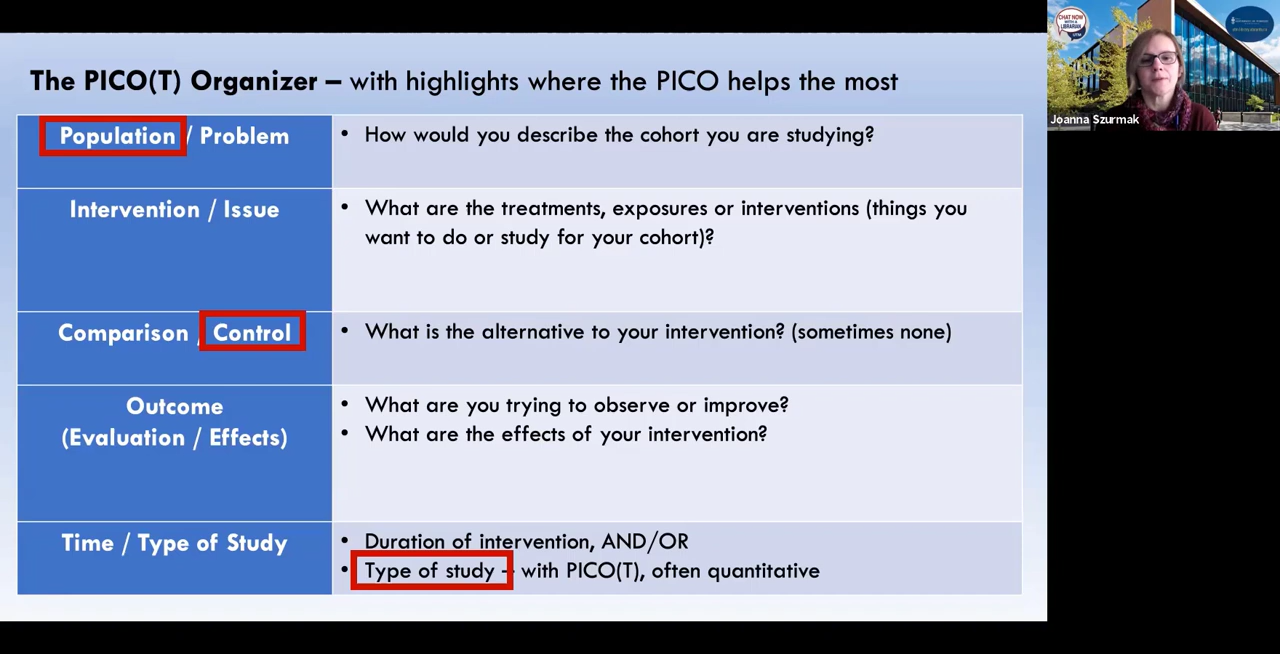 The PICO(T) Organizer – with highlights where the PICO helps the most
Population / Problem
• How would you describe the cohort you are studying?
Intervention / Issue
• What are the treatments, exposures or interventions (things you
want to do or study for your cohort)?
Comparison / Control
• What is the alternative to your intervention? (sometimes none)
Outcome
(Evaluation / Effects)
• What are you trying to observe or improve?
• What are the effects of your intervention?
Time / Type of Study
• Duration of intervention, AND/OR
• Type of study – with PICO(T), often quantitative
CHAT NOW
WITH A
LIBRARIAN
Joanna Szurmak